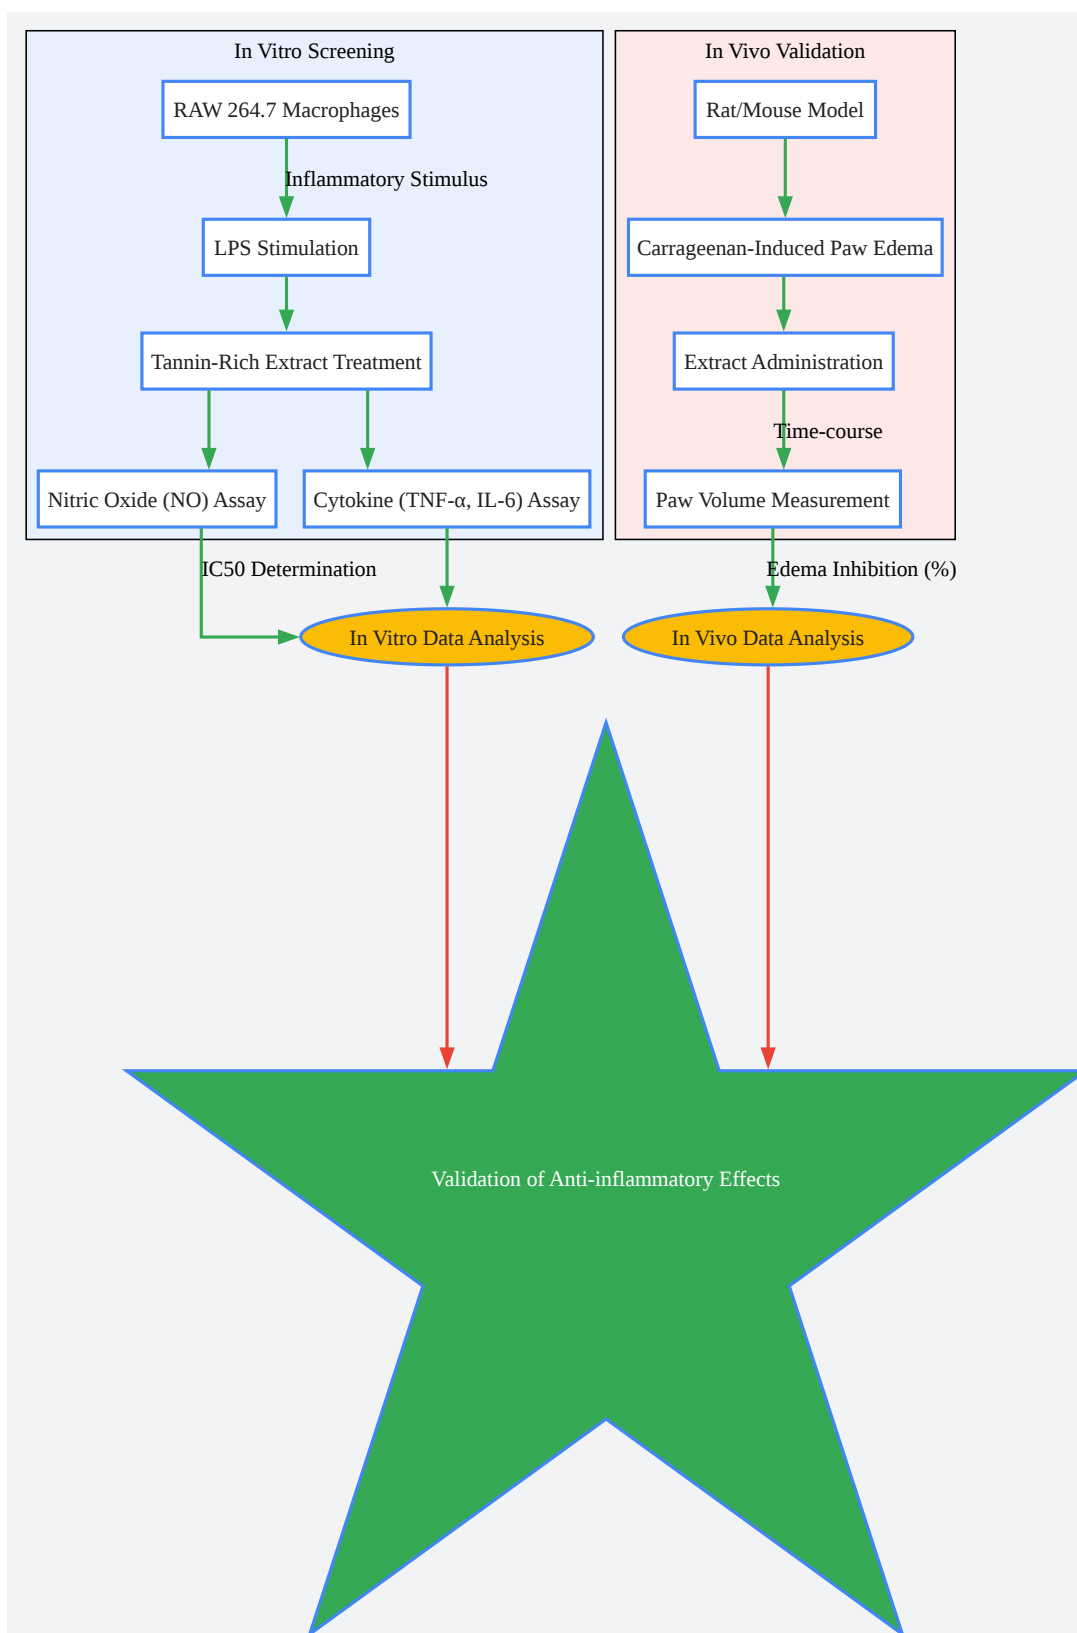 In Vitro Screening
RAW 264.7 Macrophages
Inflammatory Stimulus
LPS Stimulation
Tannin-Rich Extract Treatment
Nitric Oxide (NO) Assay
Cytokine (TNF-α, IL-6) Assay
IC50 Determination
In Vitro Data Analysis
In Vivo Validation
Rat/Mouse Model
Carrageenan-Induced Paw Edema
Extract Administration
Time-course
Paw Volume Measurement
Edema Inhibition (%)
In Vivo Data Analysis
Validation of Anti-inflammatory Effects